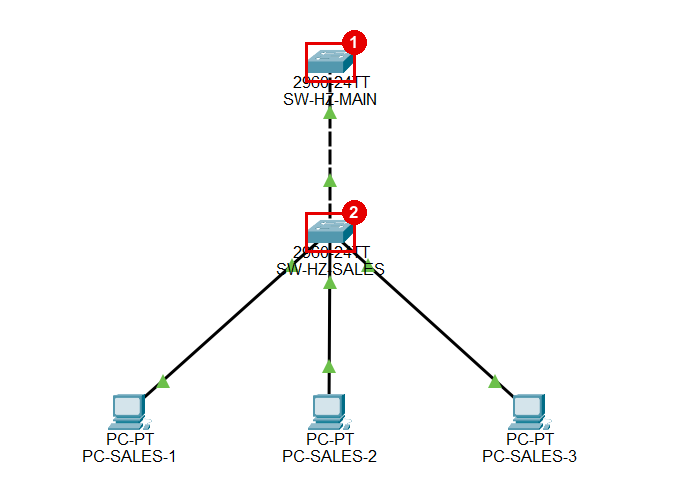 1
2960-24TT
SW-HZ-MAIN
2
2960-24TT
SW-HZ-SALES
PC-PT
PC-SALES-1
PC-PT
PC-SALES-2
PC-PT
PC-SALES-3